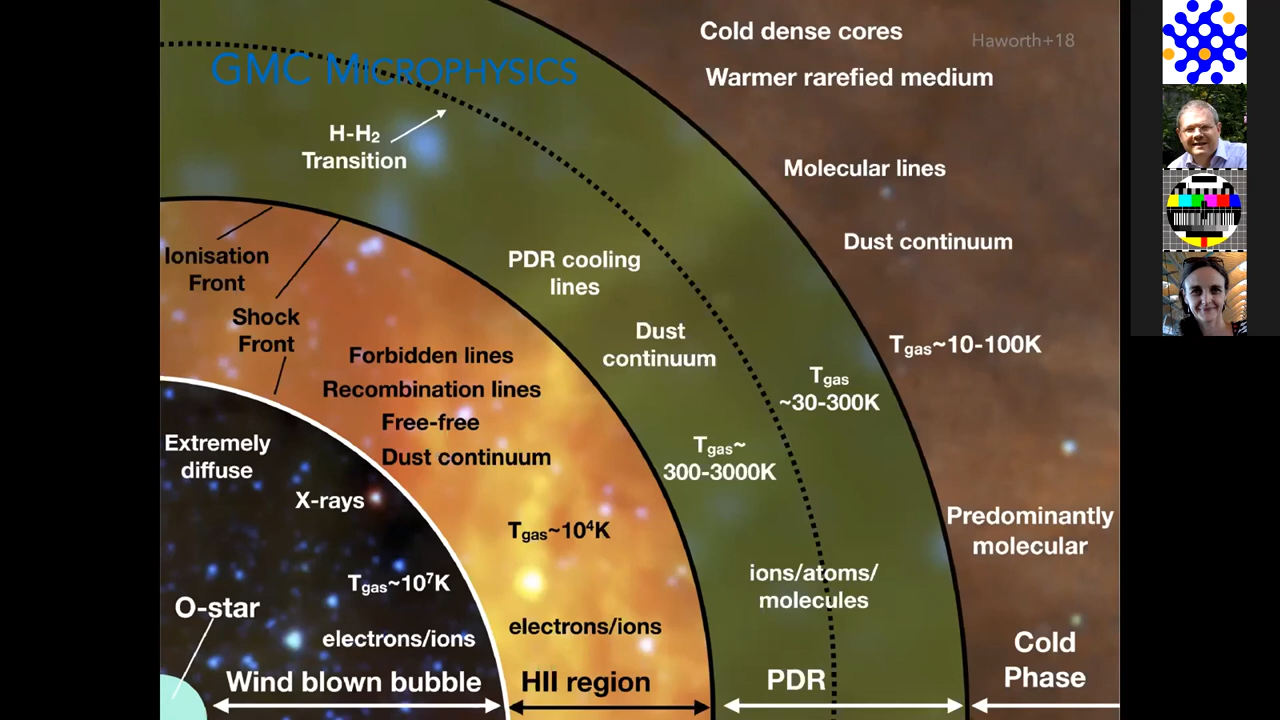 GMC MICROPHYSICS
Haworth+18
Cold dense cores
Warmer rarefied medium
H-H₂
Transition
Molecular lines
Dust continuum
Ionisation
Front
Shock
Front
PDR cooling
lines
Dust
continuum
Tgas~10-100K
Tgas
~30-300K
Forbidden lines
Recombination lines
Free-free
Dust continuum
Tgas~
300-3000K
Extremely
diffuse
X-rays
Tgas~10⁴K
Predominantly
molecular
Tgas~10⁷K
ions/atoms/
molecules
O-star
electrons/ions
electrons/ions
Cold
Phase
Wind blown bubble
HII region
PDR